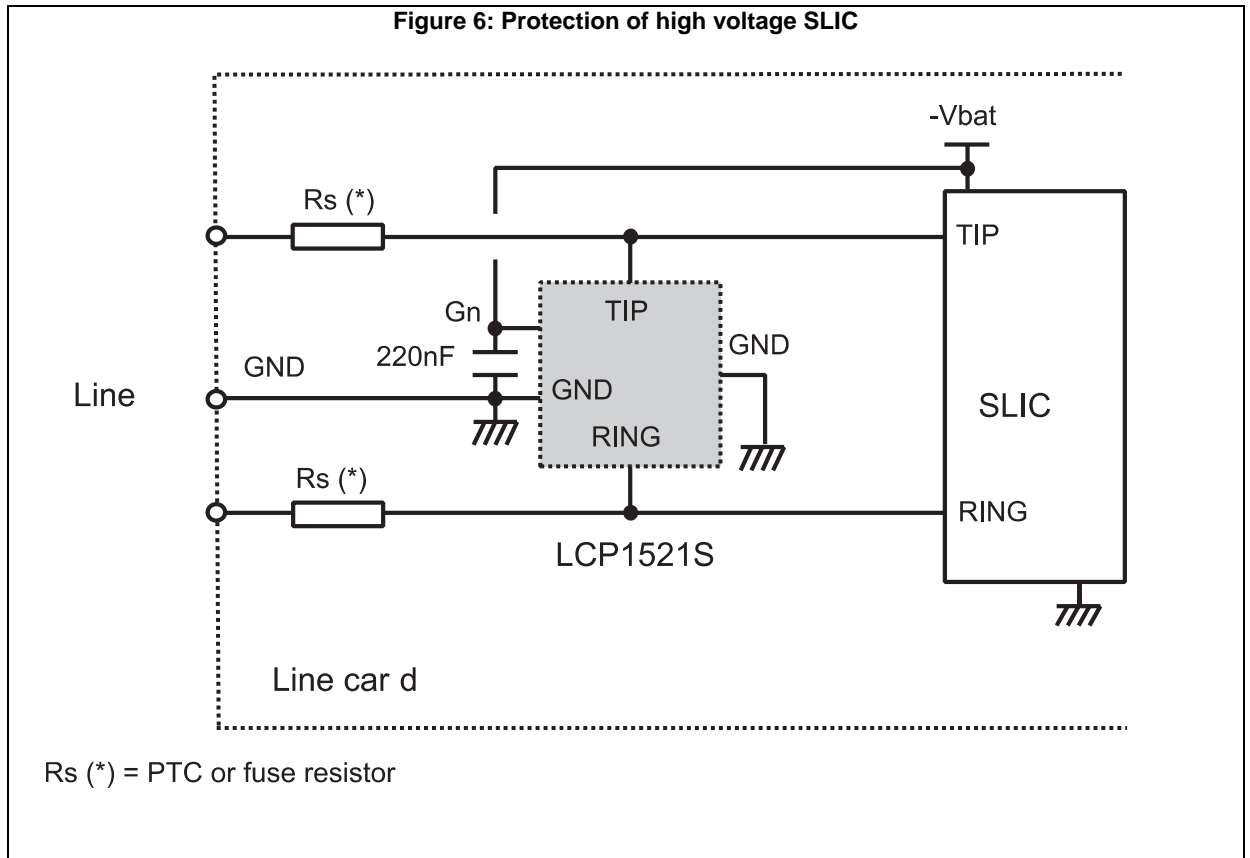 Figure 6: Protection of high voltage SLIC
-Vbat
Rs (*)
TIP
Gn
TIP
220nF
GND
GND
GND
Line
SLIC
RING
Rs (*)
RING
LCP1521S
Line car d
Rs (*) = PTC or fuse resistor